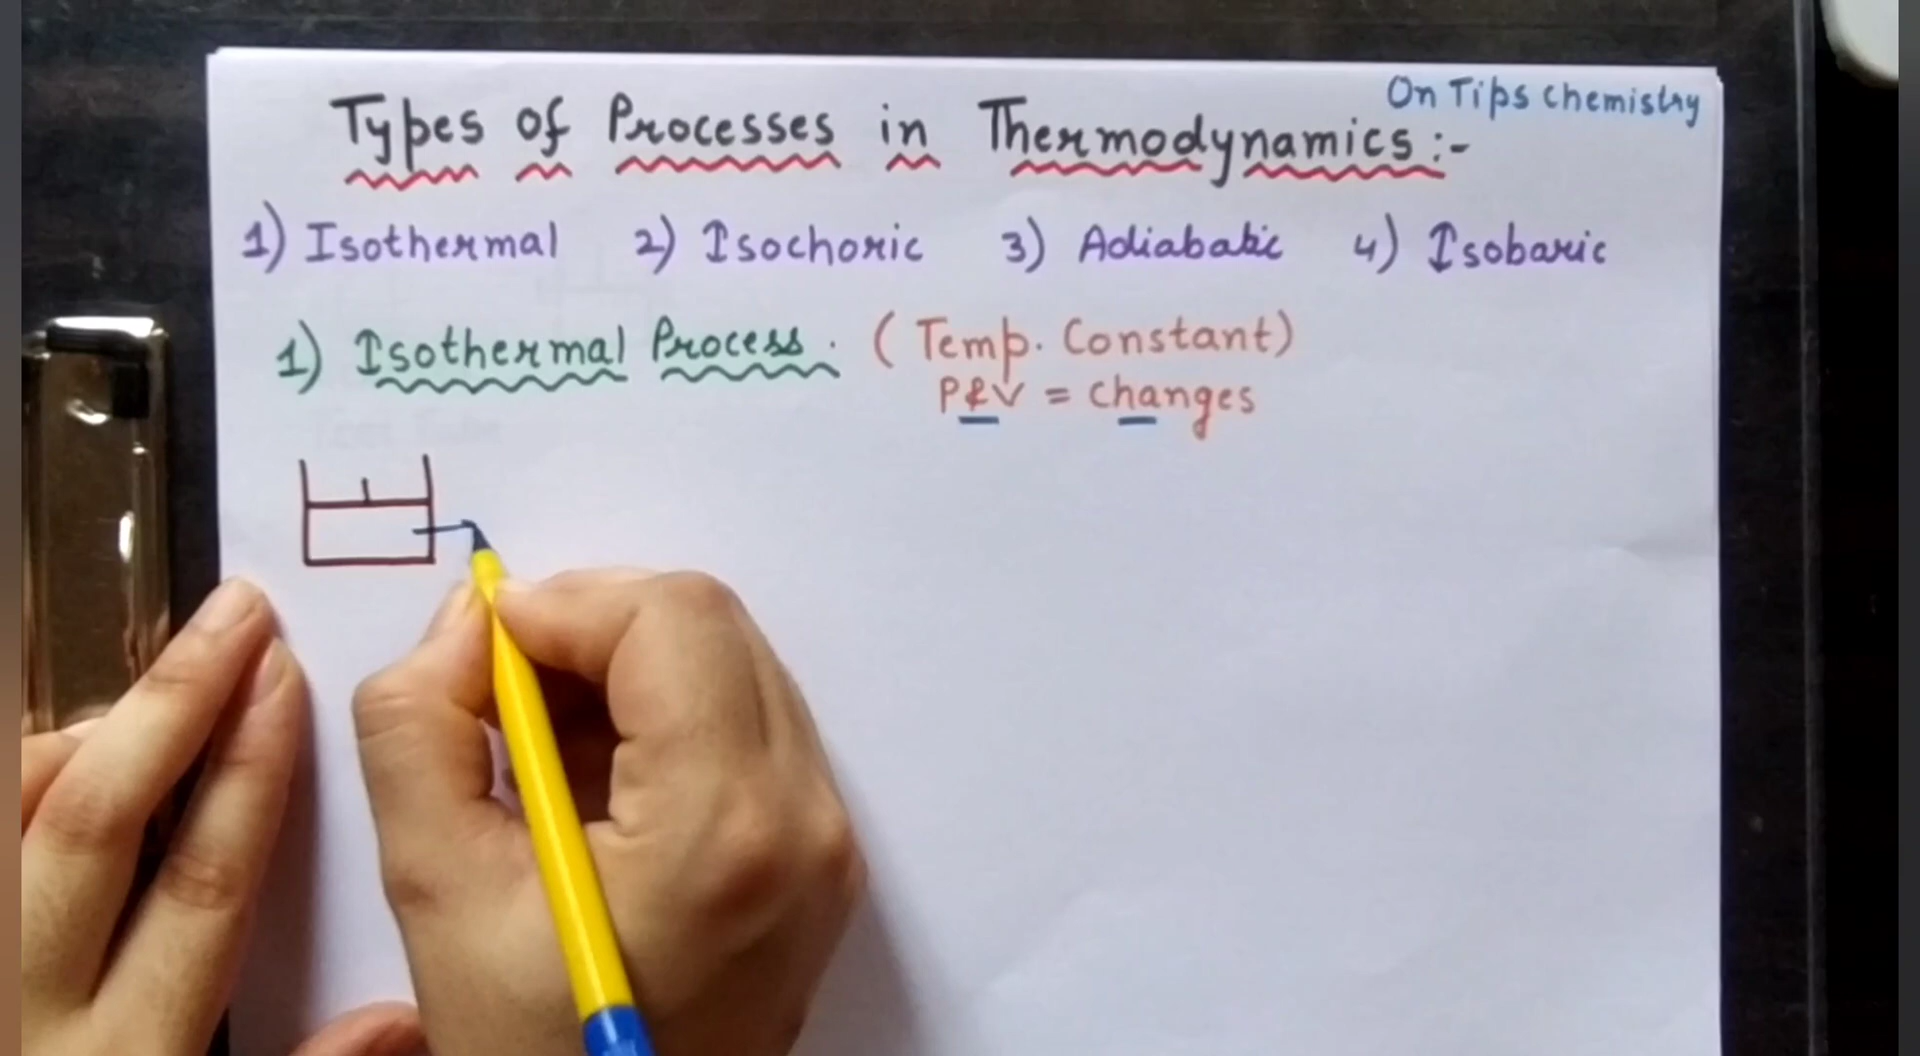 On Tips chemistry
Types of Processes in Thermodynamics :-
1) Isothermal 2) Isochoric 3) Adiabatic 4) Isobaric
1) Isothermal Process. (Temp. Constant)
P&V = changes